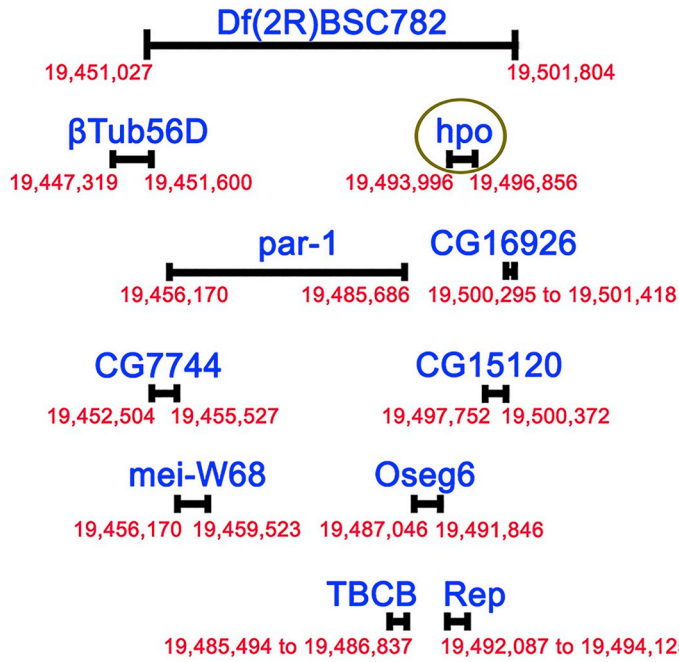 Df(2R)BSC782
19,451,027 19,501,804
βTub56D hpo
19,447,319 19,451,600 19,493,996 19,496,856
par-1 CG16926
19,456,170 19,485,686 19,500,295 to 19,501,418
CG7744 CG15120
19,452,504 19,455,527 19,497,752 19,500,372
mei-W68 Oseg6
19,456,170 19,459,523 19,487,046 19,491,846
TBCB Rep
19,485,494 to 19,486,837 19,492,087 to